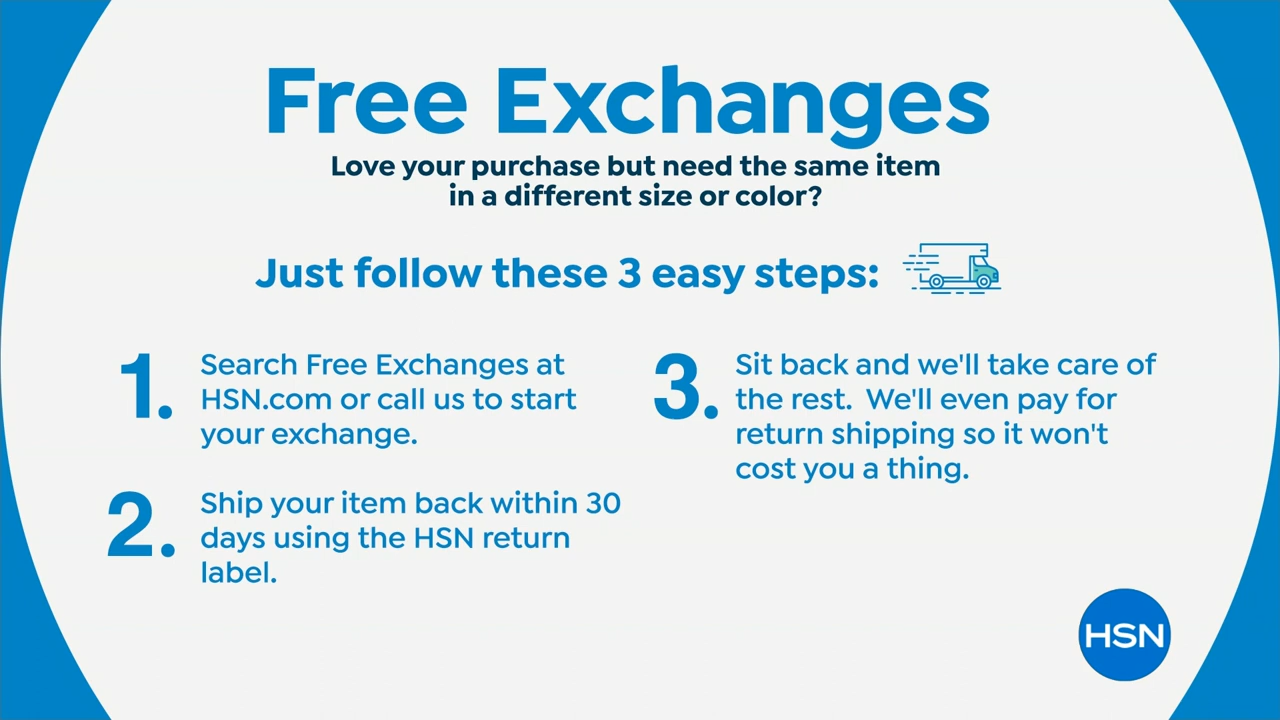 Free Exchanges
Love your purchase but need the same item
in a different size or color?
Just follow these 3 easy steps:
1.
Search Free Exchanges at
HSN.com or call us to start
your exchange.
2.
Ship your item back within 30
days using the HSN return
label.
3.
Sit back and we'll take care of
the rest.  We'll even pay for
return shipping so it won't
cost you a thing.
HSN